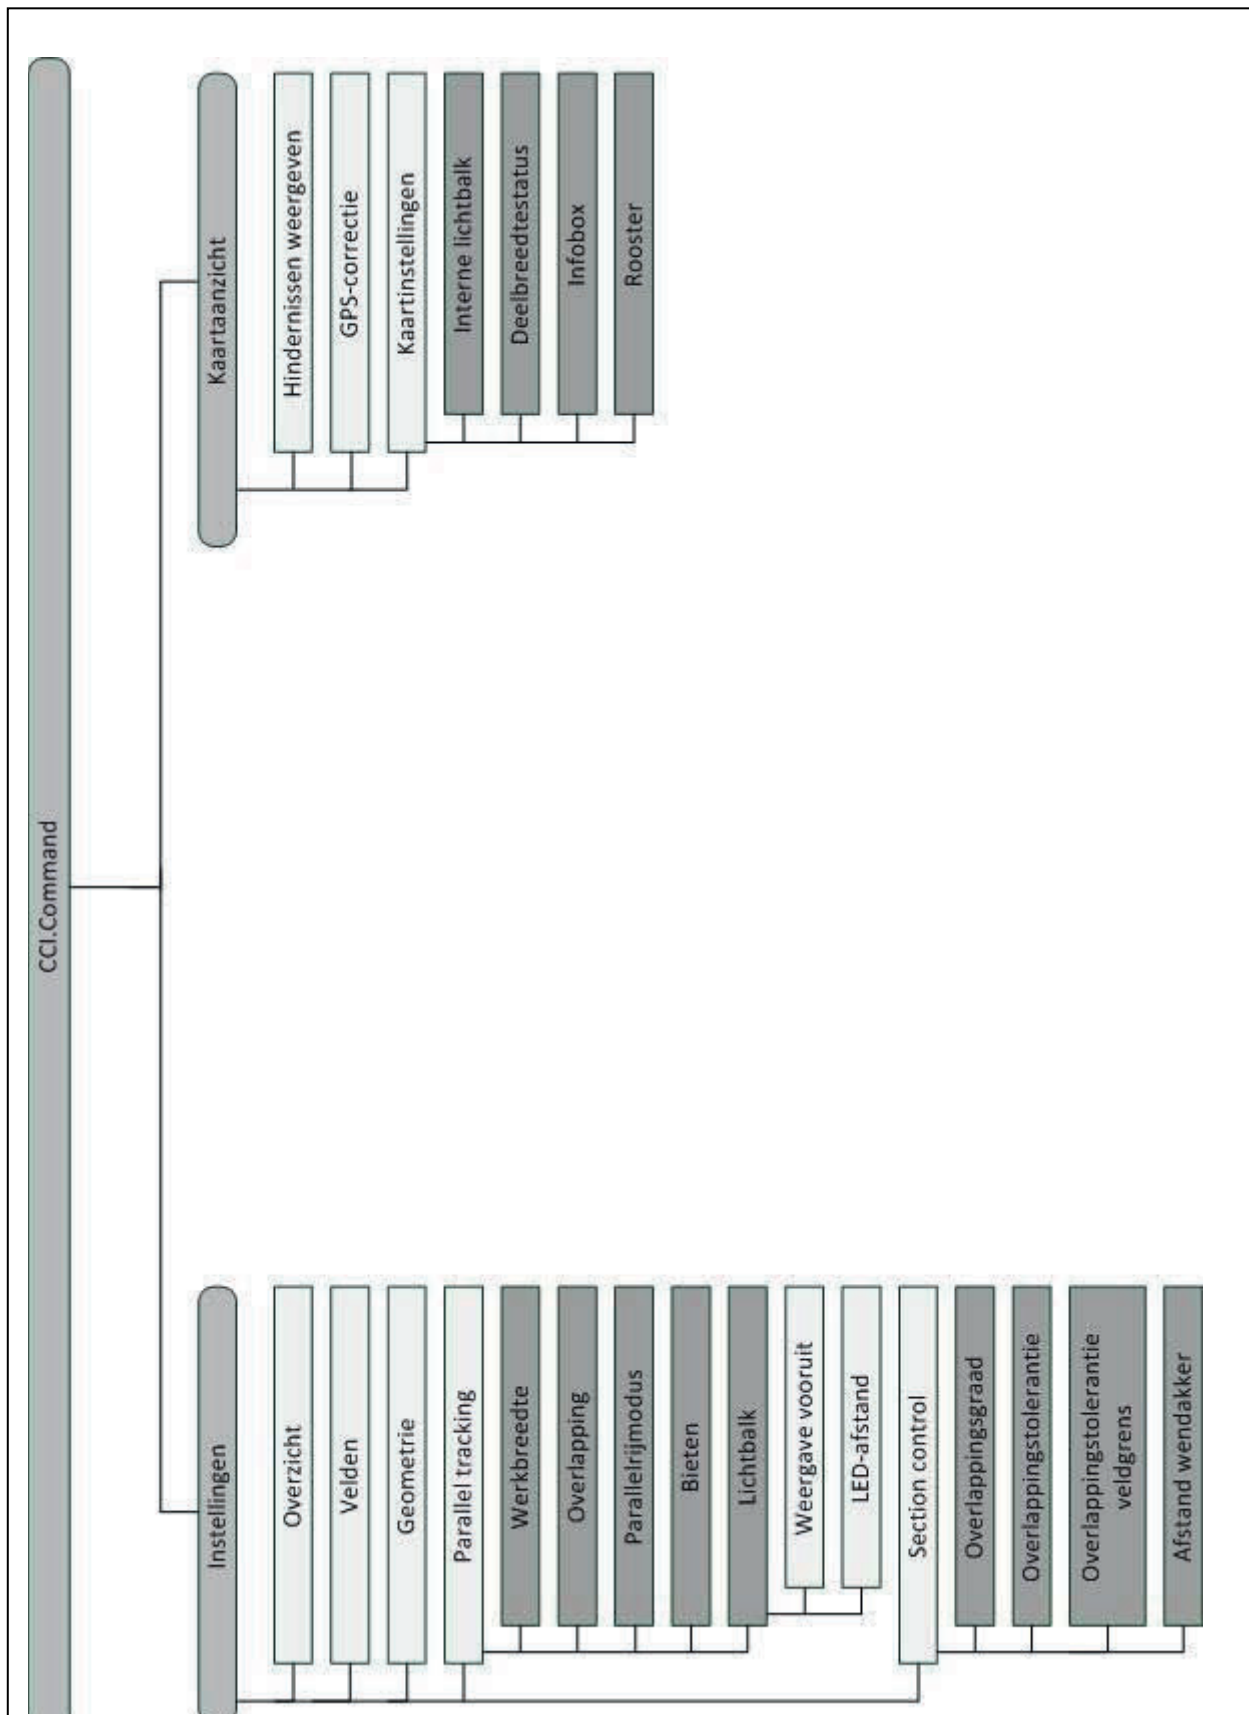 CCI.Command
Instellingen
Overzicht
Velden
Geometrie
Parallel tracking
Werkbreedte
Overlapping
Parallelrijmodus
Bieten
Lichtbalk
Weergave vooruit
LED-afstand
Section control
Overlappingsgraad
Overlappingstolerantie
Overlappingstolerantie
veldgrens
Afstand wendakker
Kaartaanzicht
Hindernissen weergeven
GPS-correctie
Kaartinstellingen
Interne lichtbalk
Deelbreedtestatus
Infobox
Rooster